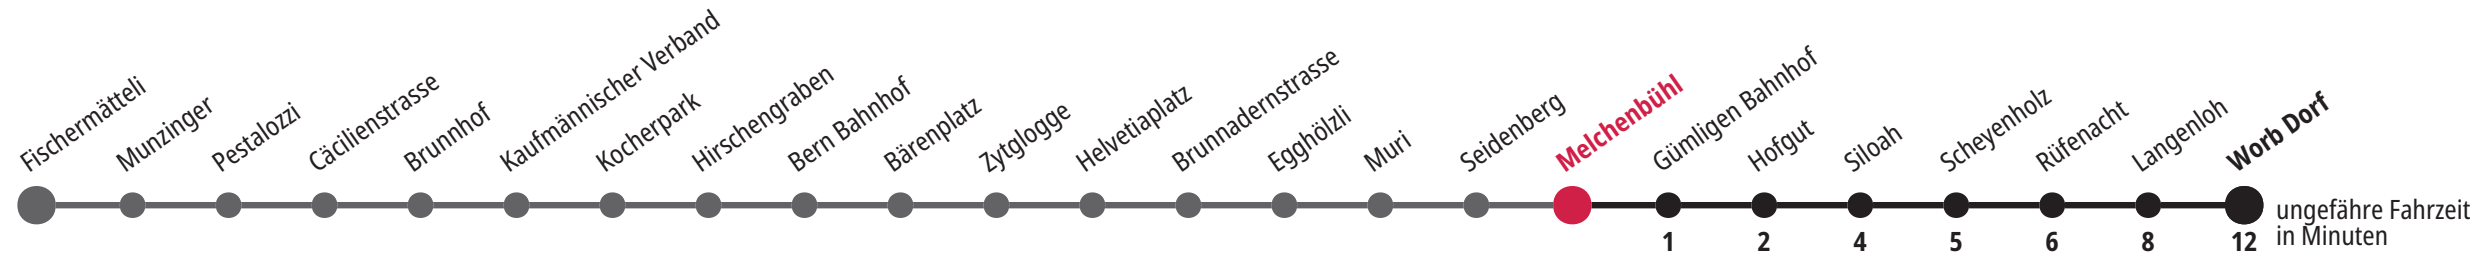 Fischermätteli
Munzinger
Pestalozzi
Cäcilienstrasse
Brunnhof
Kaufmännischer Verband
Kocherpark
Hirschengraben
Bern Bahnhof
Bärenplatz
Zytglogge
Helvetiaplatz
Brunnadernstrasse
Egghölzli
Muri
Seidenberg
Melchenbühl
Gümligen Bahnhof
Hofgut
Siloah
Scheyenholz
Rüfenacht
Langenloh
Worb Dorf
1 2 4 5 6 8 12
ungefähre Fahrzeit
in Minuten